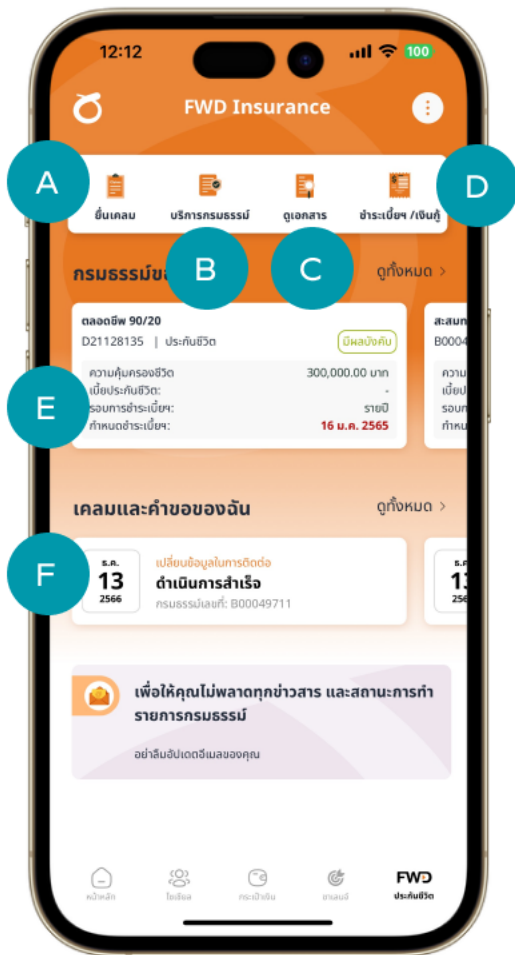 12:12
100
FWD Insurance
A
D
ยื่นเคลม
บริการกรมธรรม์
ดูเอกสาร
ชำระเบี้ยฯ /เงินกู้
B
C
ดูทั้งหมด >
ตลอดชีพ 90/20
D21128135 | ประกันชีวิต
มีผลบังคับ
ความคุ้มครองชีวิต 300,000.00 บาท
เบี้ยประกันชีวิต: -
รอบการชำระเบี้ยฯ: รายปี
กำหนดชำระเบี้ยฯ: 16 ม.ค. 2565
E
เคลมและคำขอของฉัน
ดูทั้งหมด >
F
ธ.ค.
13
2566
เปลี่ยนข้อมูลในการติดต่อ
ดำเนินการสำเร็จ
กรมธรรม์เลขที่: B00049711
เพื่อให้คุณไม่พลาดทุกข่าวสาร และสถานะการทำ
รายการกรมธรรม์
อย่าลืมอัปเดตอีเมลของคุณ
FWD
หน้าหลัก
โซเชียล
กระเป๋าเงิน
ชาเลนจ์
ประกันชีวิต